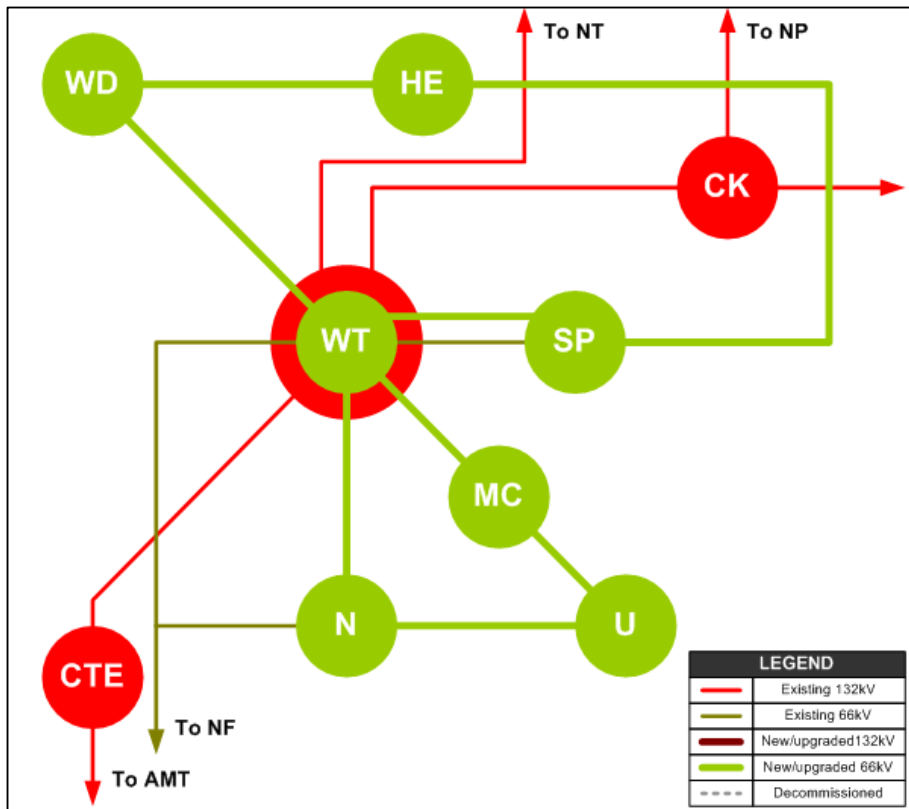 To NT
To NP
WD
HE
CK
WT
SP
MC
N
U
CTE
To NF
To AMT
LEGEND
Existing 132kV
Existing 66kV
New/upgraded132kV
New/upgraded 66kV
Decommissioned